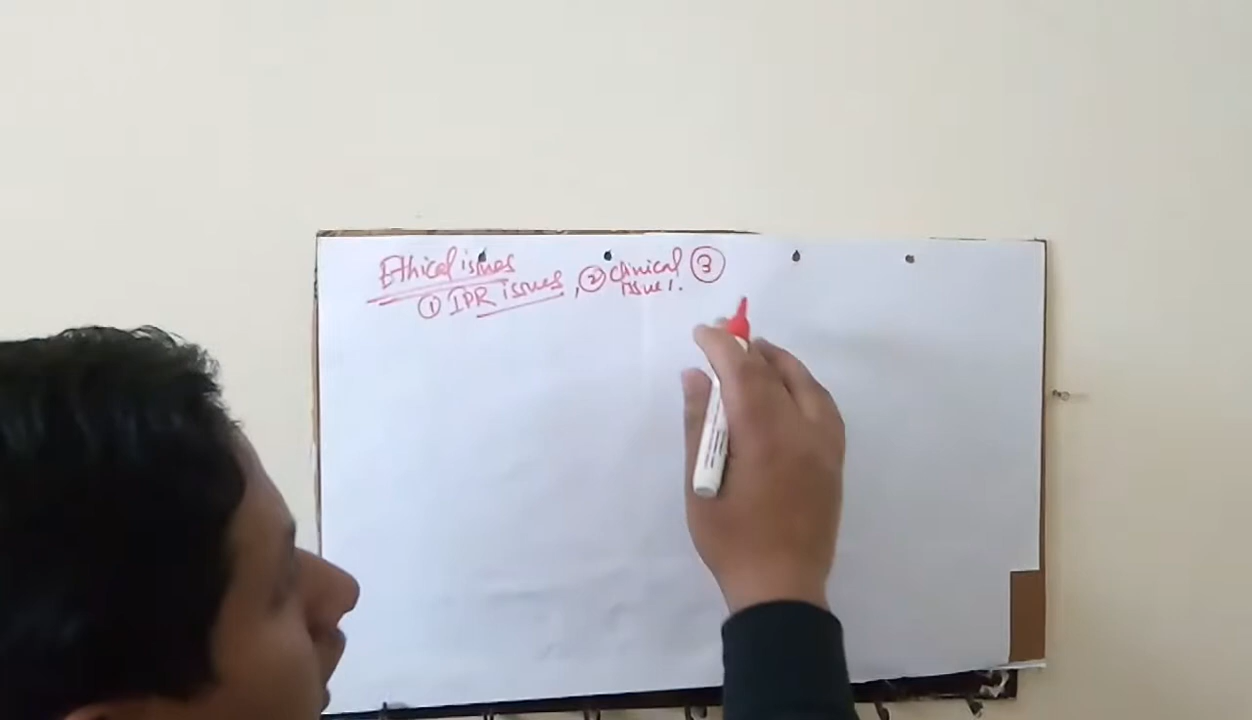 Ethical issues
① IPR issues, ② Clinical issues. ③